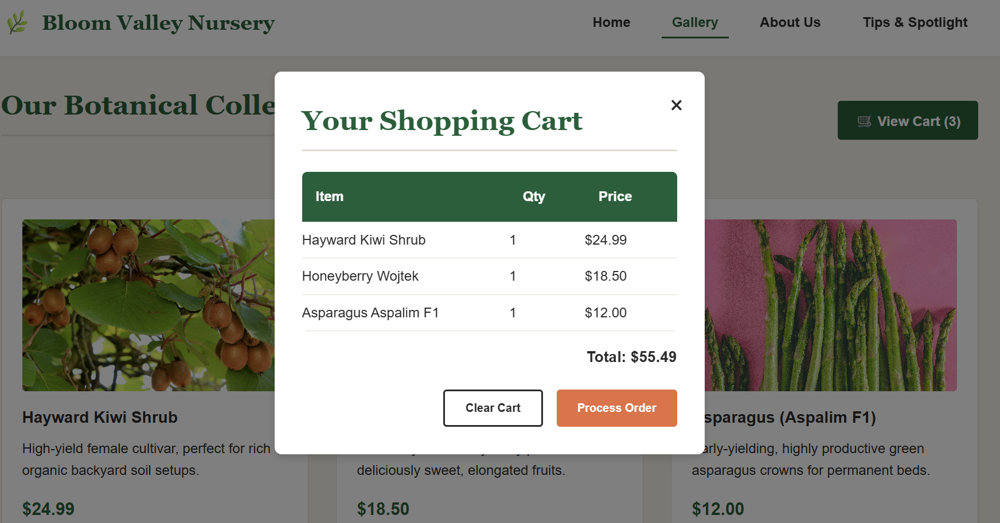 Bloom Valley Nursery
Home Gallery About Us Tips & Spotlight
Our Botanical Colle
View Cart (3)
Your Shopping Cart
×
Item Qty Price
Hayward Kiwi Shrub 1 $24.99
Honeyberry Wojtek 1 $18.50
Asparagus Aspalim F1 1 $12.00
Total: $55.49
Clear Cart Process Order
Hayward Kiwi Shrub
High-yield female cultivar, perfect for rich
organic backyard soil setups.
$24.99
deliciously sweet, elongated fruits.
$18.50
sparagus (Aspalim F1)
arly-yielding, highly productive green
asparagus crowns for permanent beds.
$12.00